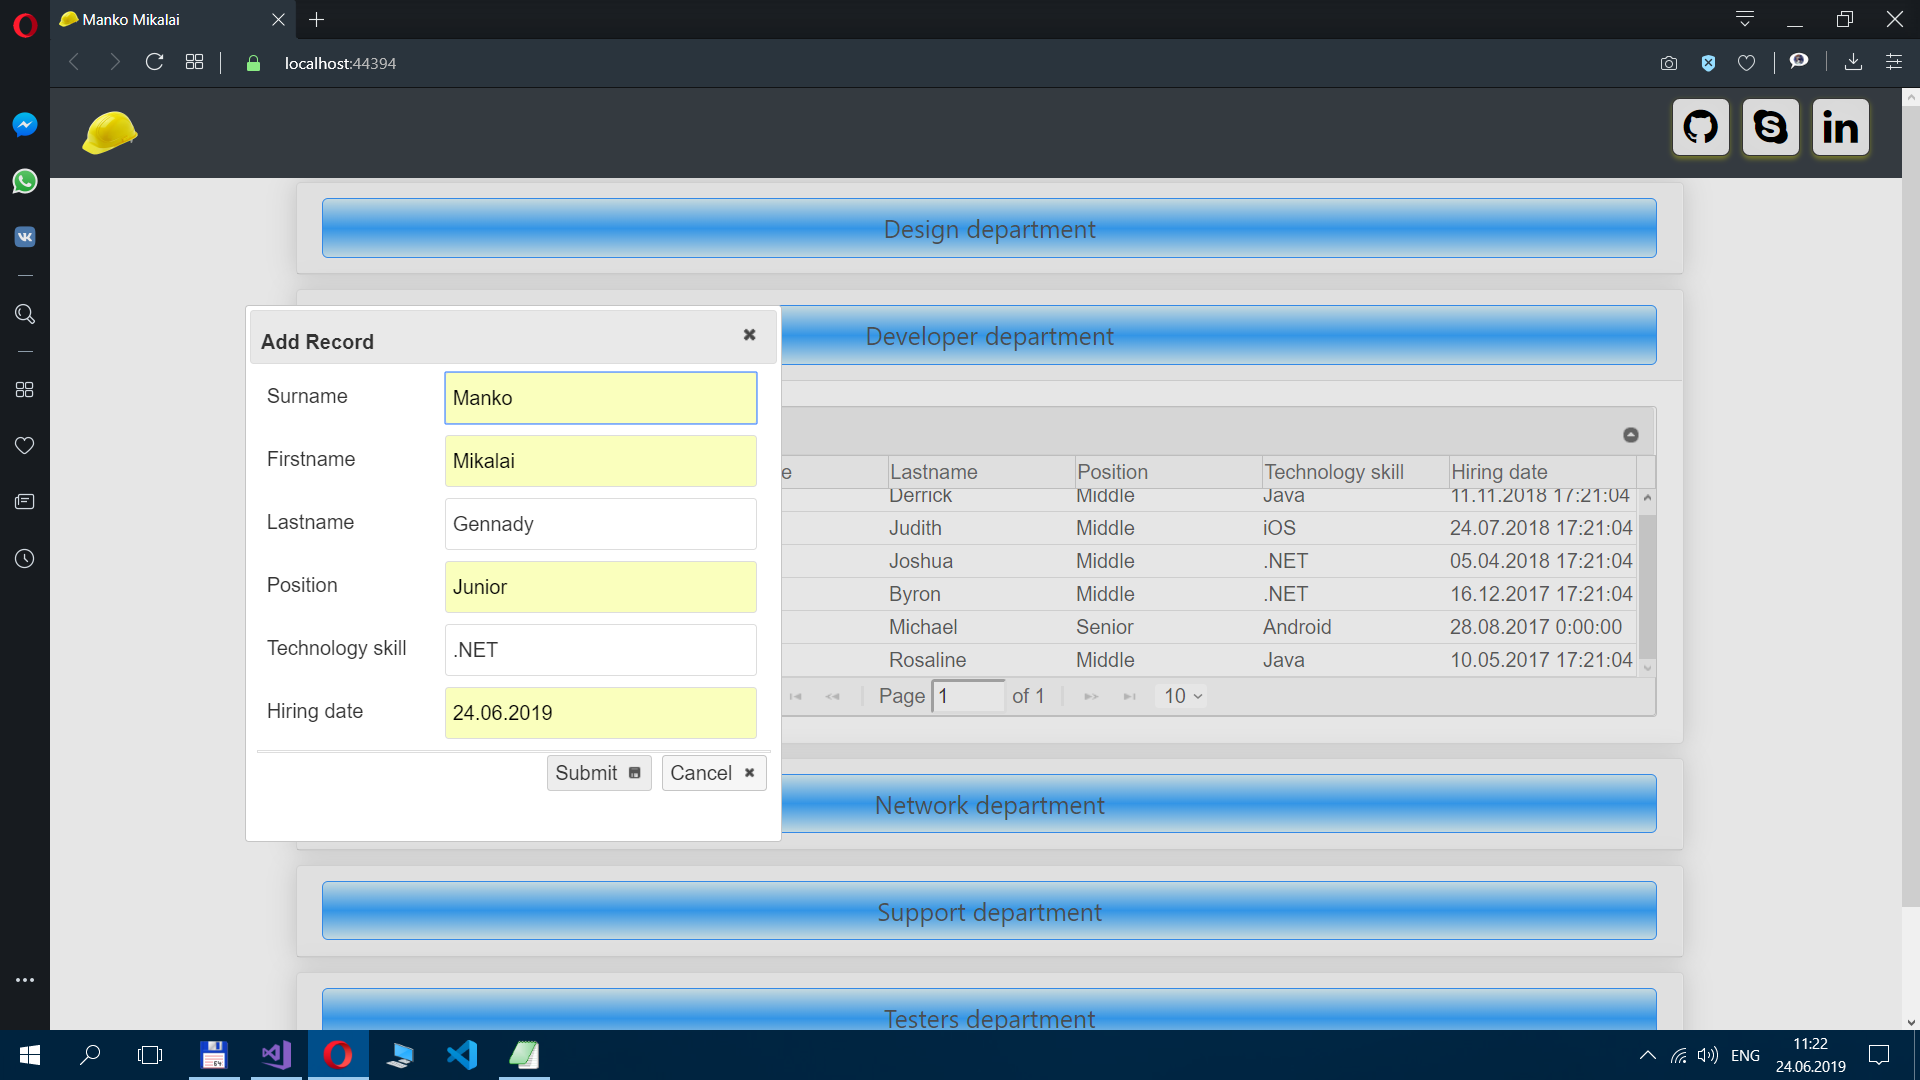 Manko Mikalai
localhost:44394
Design department
Developer department
Add Record
Surname Manko
Firstname Mikalai
Lastname Gennady
Position Junior
Technology skill .NET
Hiring date 24.06.2019
Submit Cancel
e Lastname Position Technology skill Hiring date
Derrick Middle Java 11.11.2018 17:21:04
Judith Middle iOS 24.07.2018 17:21:04
Joshua Middle .NET 05.04.2018 17:21:04
Byron Middle .NET 16.12.2017 17:21:04
Michael Senior Android 28.08.2017 0:00:00
Rosaline Middle Java 10.05.2017 17:21:04
Page 1 of 1 10
Network department
Support department
Testers department
64
ENG
11:22
24.06.2019